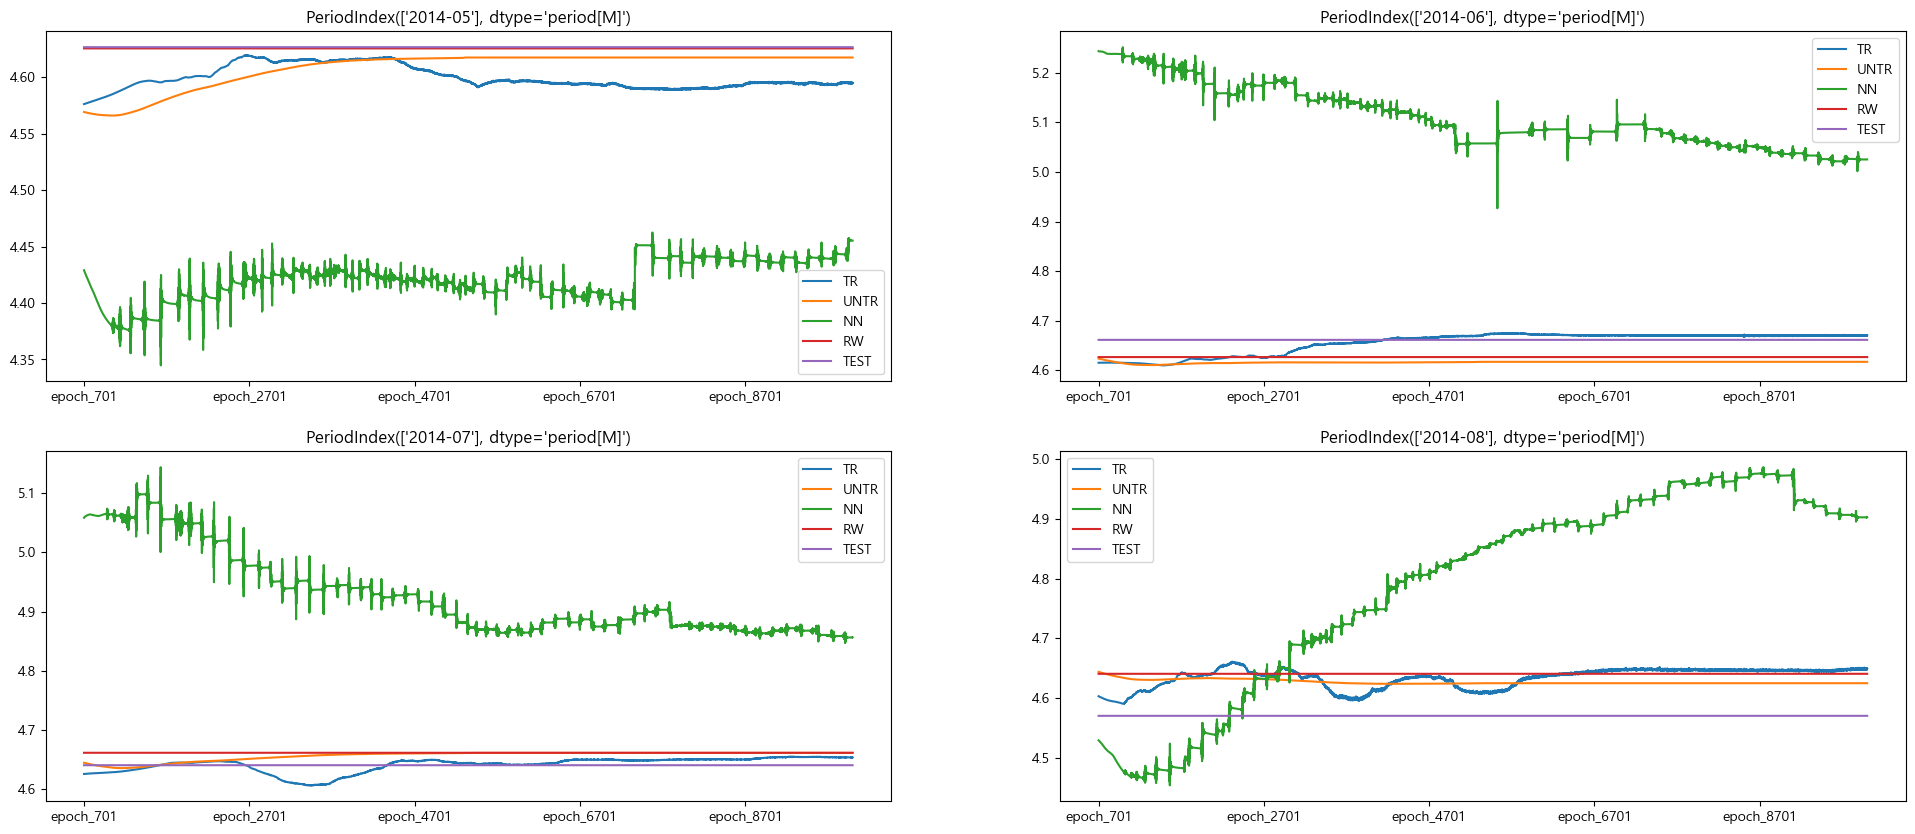 PeriodIndex(['2014-05'], dtype='period[M]')
4.60
4.55
4.50
4.45
4.40
4.35
TR
UNTR
NN
RW
TEST
epoch_701
epoch_2701
epoch_4701
epoch_6701
epoch_8701
PeriodIndex(['2014-06'], dtype='period[M]')
5.2
5.1
5.0
4.9
4.8
4.7
4.6
TR
UNTR
NN
RW
TEST
epoch_701
epoch_2701
epoch_4701
epoch_6701
epoch_8701
PeriodIndex(['2014-07'], dtype='period[M]')
5.1
5.0
4.9
4.8
4.7
4.6
TR
UNTR
NN
RW
TEST
epoch_701
epoch_2701
epoch_4701
epoch_6701
epoch_8701
PeriodIndex(['2014-08'], dtype='period[M]')
5.0
4.9
4.8
4.7
4.6
4.5
TR
UNTR
NN
RW
TEST
epoch_701
epoch_2701
epoch_4701
epoch_6701
epoch_8701